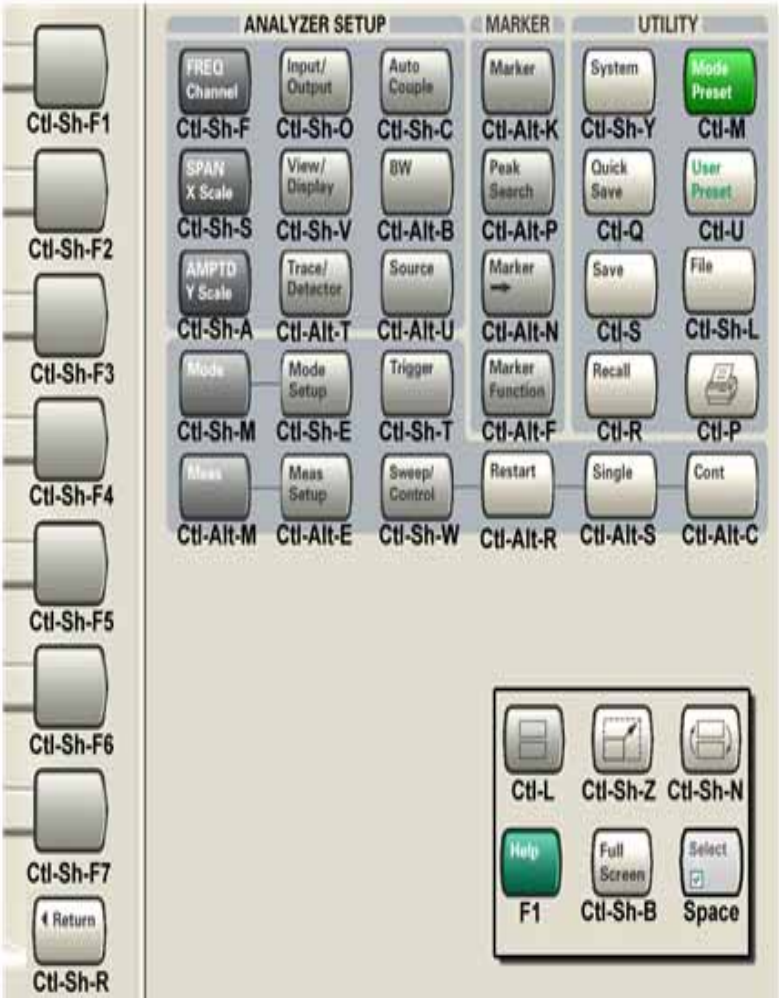 ANALYZER SETUP MARKER UTILITY
FREQ
Channel
Input/
Output
Auto
Couple
Marker
System
Mode
Preset
Ctl-Sh-F1
Ctl-Sh-F Ctl-Sh-O Ctl-Sh-C Ctl-Alt-K Ctl-Sh-Y Ctl-M
SPAN
X Scale
View/
Display
BW
Peak
Search
Quick
Save
User
Preset
Ctl-Sh-S Ctl-Sh-V Ctl-Alt-B Ctl-Alt-P Ctl-Q Ctl-U
Ctl-Sh-F2
AMPTD
Y Scale
Trace/
Detector
Source
Marker
Save
File
Ctl-Sh-A Ctl-Alt-T Ctl-Alt-U Ctl-Alt-N Ctl-S Ctl-Sh-L
Ctl-Sh-F3
Mode
Mode
Setup
Trigger
Marker
Function
Recall
Ctl-Sh-M Ctl-Sh-E Ctl-Sh-T Ctl-Alt-F Ctl-R Ctl-P
Meas
Meas
Setup
Sweep/
Control
Restart
Single
Cont
Ctl-Sh-F4
Ctl-Alt-M Ctl-Alt-E Ctl-Sh-W Ctl-Alt-R Ctl-Alt-S Ctl-Alt-C
Ctl-Sh-F5
Ctl-Sh-F6
Ctl-L Ctl-Sh-Z Ctl-Sh-N
Help
Full
Screen
Select
Ctl-Sh-F7
F1 Ctl-Sh-B Space
Return
Ctl-Sh-R